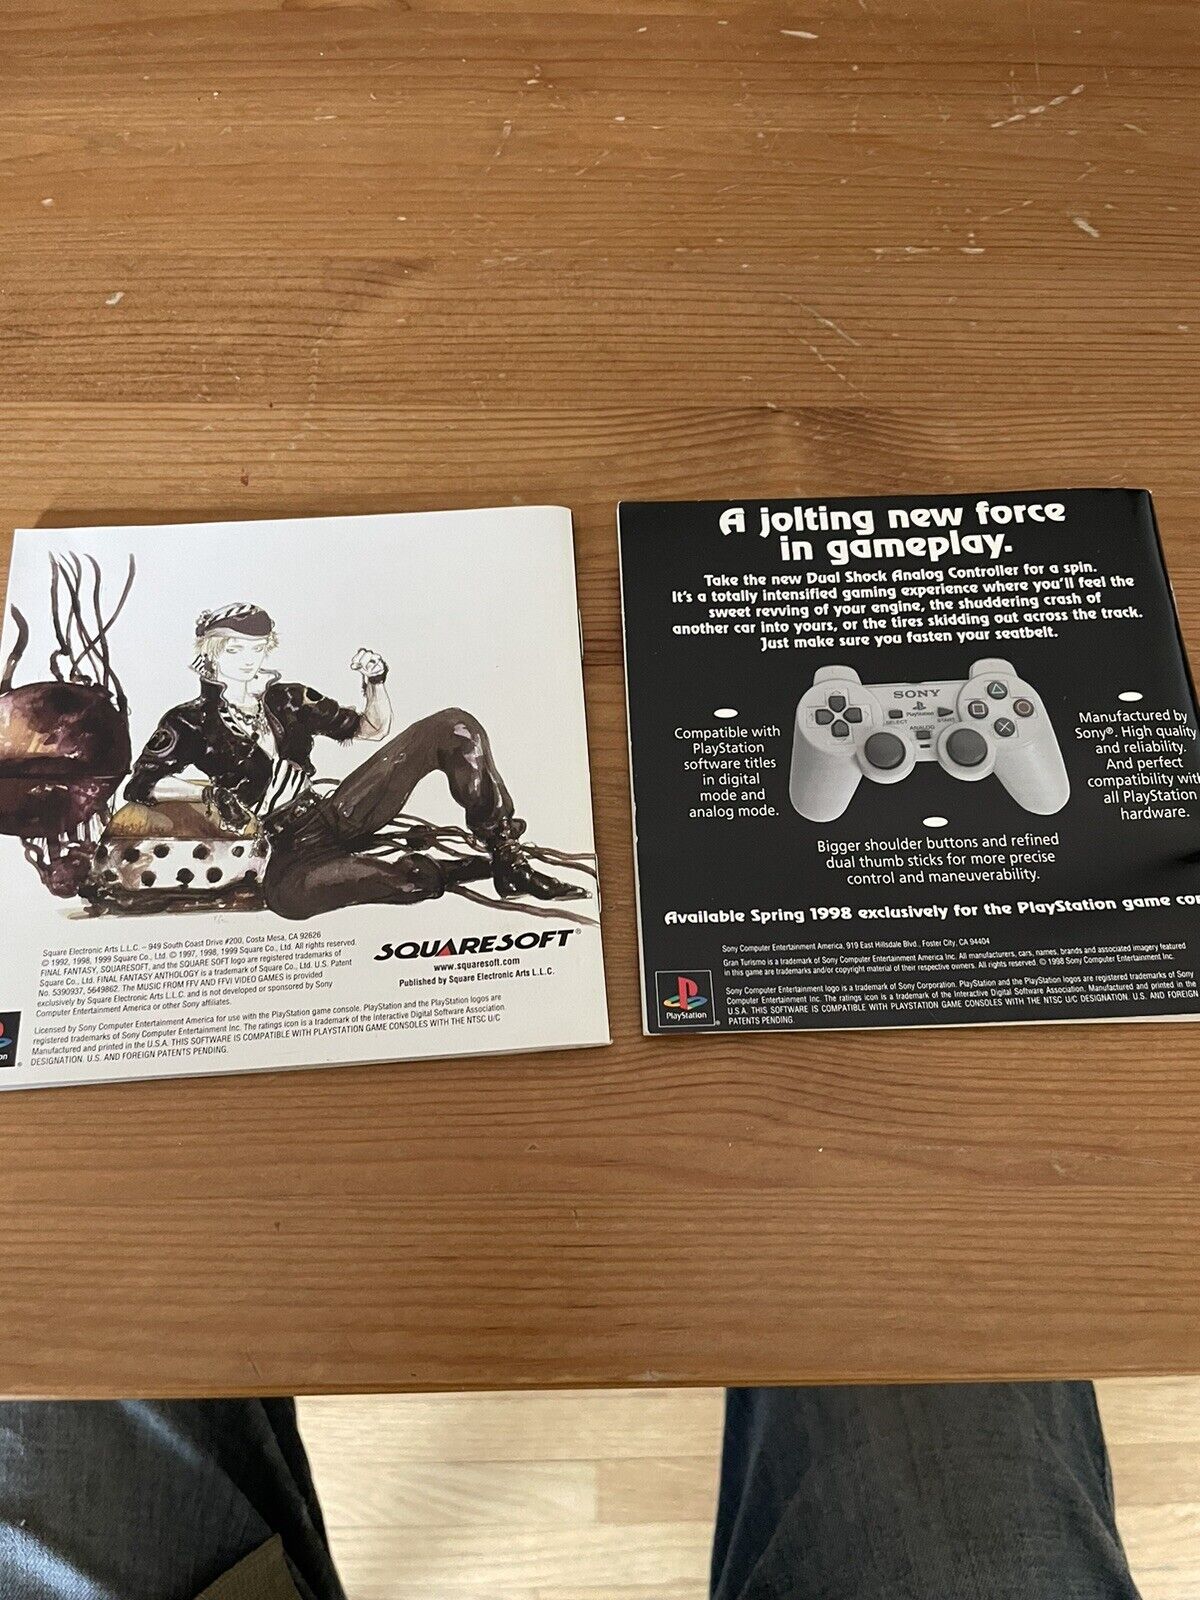 SQUARESOFT®
www.squaresoft.com
Published by Square Electronic Arts L.L.C.
Square Electronic Arts L.L.C. – 949 South Coast Drive #200, Costa Mesa, CA 92626
© 1992, 1998, 1999 Square Co., Ltd. © 1997, 1998, 1999 Square Co., Ltd. All rights reserved.
FINAL FANTASY, SQUARESOFT, and the SQUARE SOFT logo are registered trademarks of
Square Co., Ltd. FINAL FANTASY ANTHOLOGY is a trademark of Square Co., Ltd. U.S. Patent
No. 5390937, 5649862. The MUSIC FROM FFV AND FFVI VIDEO GAMES is provided
exclusively by Square Electronic Arts L.L.C. and is not developed or sponsored by Sony
Computer Entertainment America or other Sony affiliates.
Licensed by Sony Computer Entertainment America for use with the PlayStation game console. PlayStation and the PlayStation logos are
registered trademarks of Sony Computer Entertainment Inc. The ratings icon is a trademark of the Interactive Digital Software Association.
Manufactured and printed in the U.S.A. THIS SOFTWARE IS COMPATIBLE WITH PLAYSTATION GAME CONSOLES WITH THE NTSC U/C
DESIGNATION. U.S. AND FOREIGN PATENTS PENDING.
A jolting new force
in gameplay.
Take the new Dual Shock Analog Controller for a spin.
It's a totally intensified gaming experience where you'll feel the
sweet revving of your engine, the shuddering crash of
another car into yours, or the tires skidding out across the track.
Just make sure you fasten your seatbelt.
SONY
PlayStation
SELECT
START
ANALOG
Compatible with
PlayStation
software titles
in digital
mode and
analog mode.
Manufactured by
Sony®. High quality
and reliability.
And perfect
compatibility with
all PlayStation
hardware.
Bigger shoulder buttons and refined
dual thumb sticks for more precise
control and maneuverability.
Available Spring 1998 exclusively for the PlayStation game
Sony Computer Entertainment America, 919 East Hillsdale Blvd., Foster City, CA 94404
Gran Turismo is a trademark of Sony Computer Entertainment America Inc. All manufacturers, cars, names, brands and associated imagery featured
in this game are trademarks and/or copyright material of their respective owners. All rights reserved. © 1998 Sony Computer Entertainment Inc.
Sony Computer Entertainment logo is a trademark of Sony Corporation. PlayStation and the PlayStation logos are registered trademarks of Sony
Computer Entertainment Inc. The ratings icon is a trademark of the Interactive Digital Software Association. Manufactured and printed in the
U.S.A. THIS SOFTWARE IS COMPATIBLE WITH PLAYSTATION GAME CONSOLES WITH THE NTSC U/C DESIGNATION. U.S. AND FOREIGN
PATENTS PENDING.
PlayStation